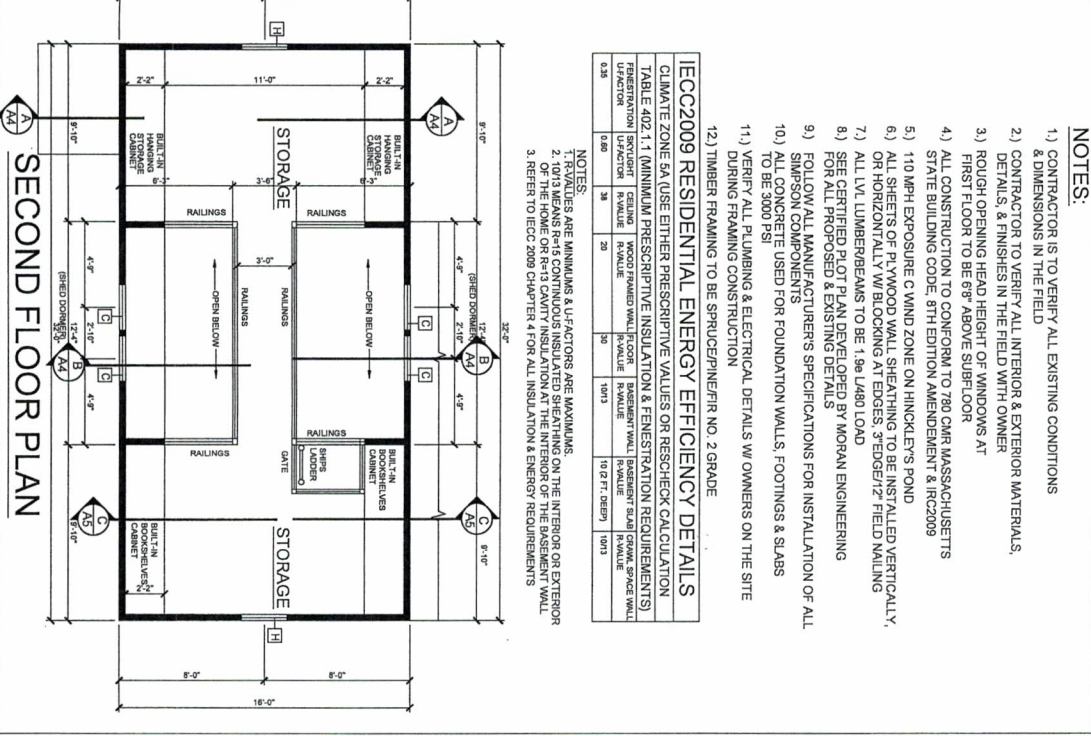 NOTES:
1.) CONTRACTOR IS TO VERIFY ALL EXISTING CONDITIONS
& DIMENSIONS IN THE FIELD
2.) CONTRACTOR TO VERIFY ALL INTERIOR & EXTERIOR MATERIALS,
DETAILS, & FINISHES IN THE FIELD WITH OWNER
3.) ROUGH OPENING HEAD HEIGHT OF WINDOWS AT
FIRST FLOOR TO BE 6'8" ABOVE SUBFLOOR
4.) ALL CONSTRUCTION TO CONFORM TO 780 CMR MASSACHUSETTS
STATE BUILDING CODE, 8TH EDITION AMENDEMENT & IRC2009
5.) 110 MPH EXPOSURE C WIND ZONE ON HINCKLEY'S POND
6.) ALL SHEETS OF PLYWOOD WALL SHEATHING TO BE INSTALLED VERTICALLY,
OR HORIZONTALLY W/ BLOCKING AT EDGES, 3"EDGE/12" FIELD NAILING
7.) ALL LVL LUMBER/BEAMS TO BE 1.9e L/480 LOAD
8.) SEE CERTIFIED PLOT PLAN DEVELOPED BY MORAN ENGINEERING
FOR ALL PROPOSED & EXISTING DETAILS
9.) FOLLOW ALL MANUFACTURER'S SPECIFICATIONS FOR INSTALLATION OF ALL
SIMPSON COMPONENTS
10.) ALL CONCRETE USED FOR FOUNDATION WALLS, FOOTINGS & SLABS
TO BE 3000 PSI
11.) VERIFY ALL PLUMBING & ELECTRICAL DETAILS W/ OWNERS ON THE SITE
DURING FRAMING CONSTRUCTION
12.) TIMBER FRAMING TO BE SPRUCE/PINE/FIR NO. 2 GRADE
IECC2009 RESIDENTIAL ENERGY EFFICIENCY DETAILS
CLIMATE ZONE 5A (USE EITHER PRESCRIPTIVE VALUES OR RESCHECK CALCULATION
TABLE 402.1.1 (MINIMUM PRESCRIPTIVE INSULATION & FENESTRATION REQUIREMENTS)
FENESTRATION U-FACTOR SKYLIGHT U-FACTOR CEILING R-VALUE WOOD FRAMED WALL R-VALUE FLOOR R-VALUE BASEMENT WALL R-VALUE BASEMENT SLAB R-VALUE CRAWL SPACE WALL R-VALUE
0.35 0.60 38 20 30 10/13 10 (2 FT. DEEP) 10/13
NOTES:
1. R-VALUES ARE MINIMUMS & U-FACTORS ARE MAXIMUMS.
2. 10/13 MEANS R=15 CONTINUOUS INSULATED SHEATHING ON THE INTERIOR OR EXTERIOR
OF THE HOME OR R=13 CAVITY INSULATION AT THE INTERIOR OF THE BASEMENT WALL
3. REFER TO IECC 2009 CHAPTER 4 FOR ALL INSULATION & ENERGY REQUIREMENTS
32'-0"
9'-10"
12'-4"
9'-10"
(SHED DORMER)
4'-9"
2'-10"
4'-9"
A
A4
B
A4
C
A5
C
C
2'-2"
11'-0"
2'-2"
H
BUILT-IN
HANGING
STORAGE
CABINET
STORAGE
BUILT-IN
HANGING
STORAGE
CABINET
6'-3"
3'-6"
6'-3"
RAILINGS
RAILINGS
OPEN BELOW
RAILINGS
3'-0"
RAILINGS
OPEN BELOW
RAILINGS
RAILINGS
SHIPS
LADDER
GATE
BUILT-IN
BOOKSHELVES
CABINET
STORAGE
BUILT-IN
BOOKSHELVES
CABINET
2'-2"
H
8'-0"
8'-0"
16'-0"
C
C
4'-9"
2'-10"
4'-9"
(SHED DORMER)
9'-10"
12'-4"
9'-10"
32'-0"
A
A4
B
A4
C
A5
SECOND FLOOR PLAN